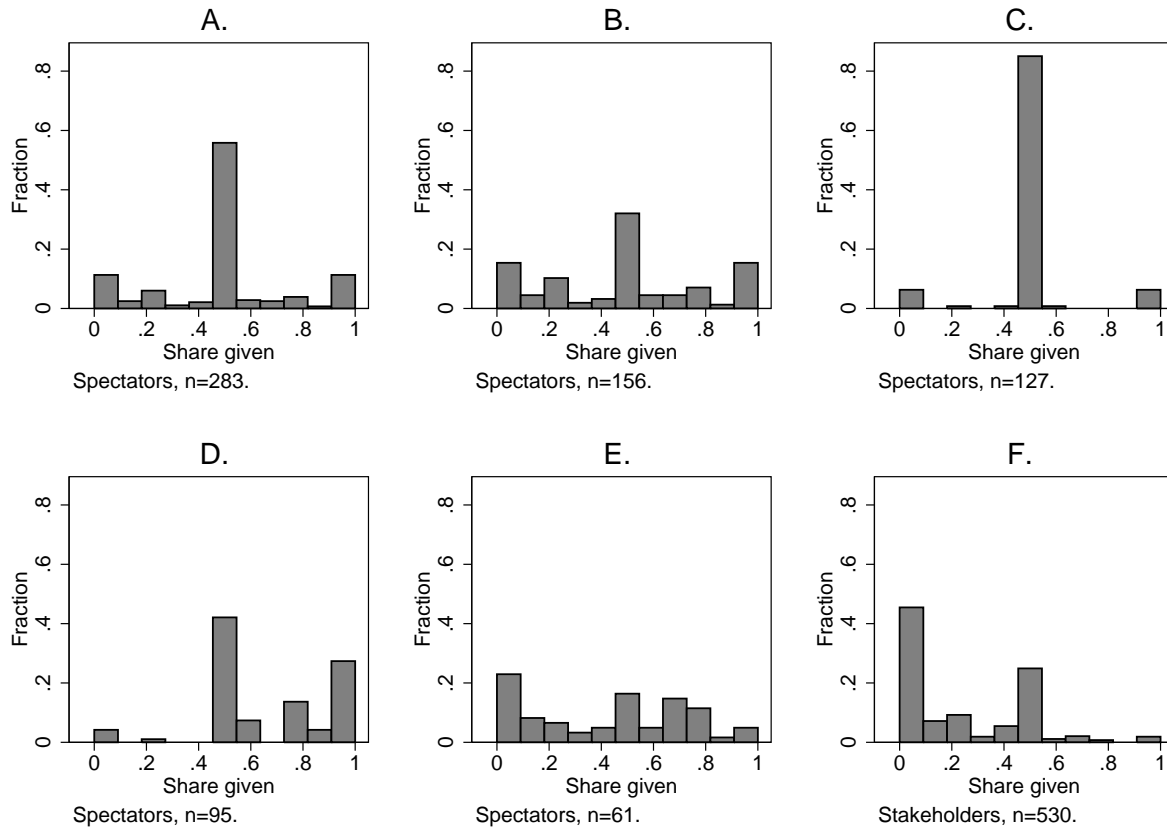 A.
B.
C.
Fraction
0 .2 .4 .6 .8
0 .2 .4 .6 .8 1
Share given
Spectators, n=283.
Fraction
0 .2 .4 .6 .8
0 .2 .4 .6 .8 1
Share given
Spectators, n=156.
Fraction
0 .2 .4 .6 .8
0 .2 .4 .6 .8 1
Share given
Spectators, n=127.
D.
E.
F.
Fraction
0 .2 .4 .6 .8
0 .2 .4 .6 .8 1
Share given
Spectators, n=95.
Fraction
0 .2 .4 .6 .8
0 .2 .4 .6 .8 1
Share given
Spectators, n=61.
Fraction
0 .2 .4 .6 .8
0 .2 .4 .6 .8 1
Share given
Stakeholders, n=530.